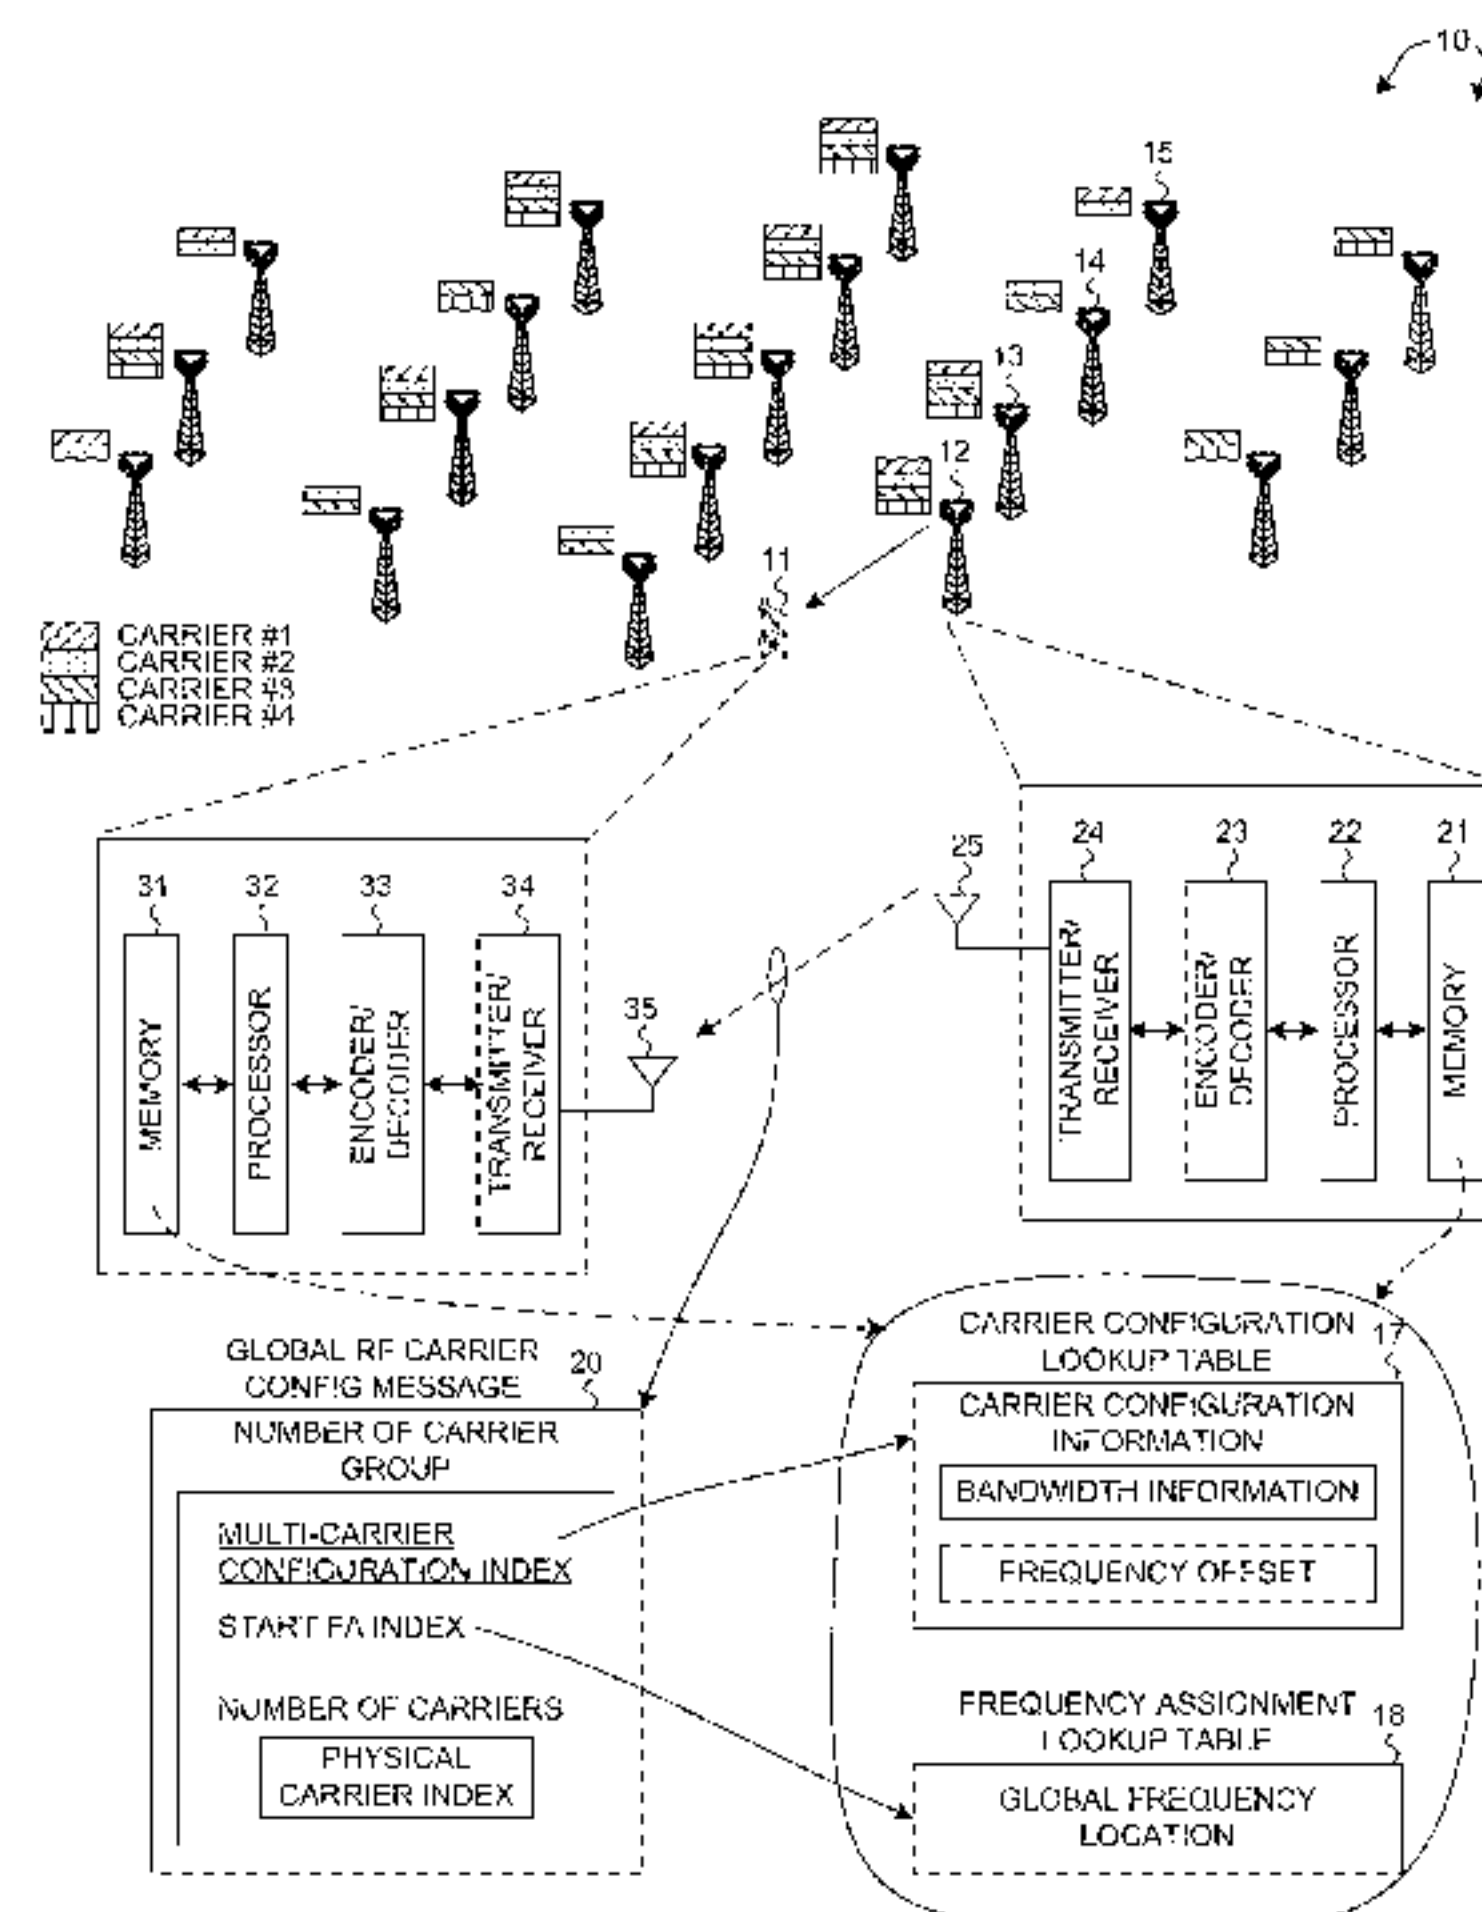 10
15
14
13
12
11
CARRIER #1
CARRIER #2
CARRIER #3
CARRIER #4
31
32
33
34
35
MEMORY
PROCESSOR
ENCODER/
DECODER
TRANSMITTER/
RECEIVER
25
24
23
22
21
TRANSMITTER/
RECEIVER
ENCODER/
DECODER
PROCESSOR
MEMORY
GLOBAL RF CARRIER
CONFIG MESSAGE
20
NUMBER OF CARRIER
GROUP
MULTI-CARRIER
CONFIGURATION INDEX
START FA INDEX
NUMBER OF CARRIERS
PHYSICAL
CARRIER INDEX
CARRIER CONFIGURATION
LOOKUP TABLE
17
CARRIER CONFIGURATION
INFORMATION
BANDWIDTH INFORMATION
FREQUENCY OFFSET
FREQUENCY ASSIGNMENT
LOOKUP TABLE
18
GLOBAL FREQUENCY
LOCATION